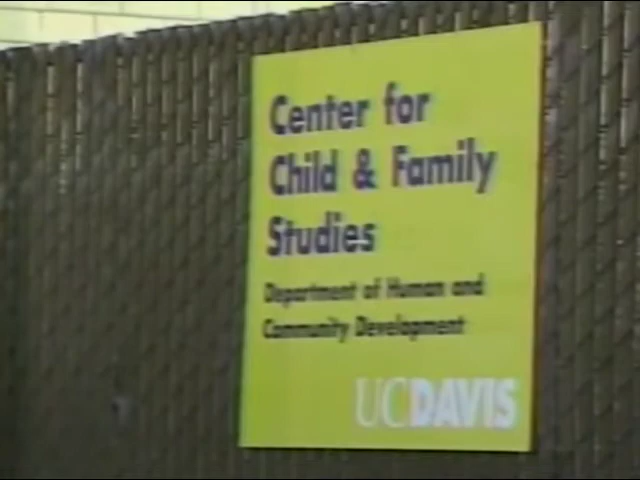 Center for
Child & Family
Studies
Department of Human and
Community Development
UCDAVIS